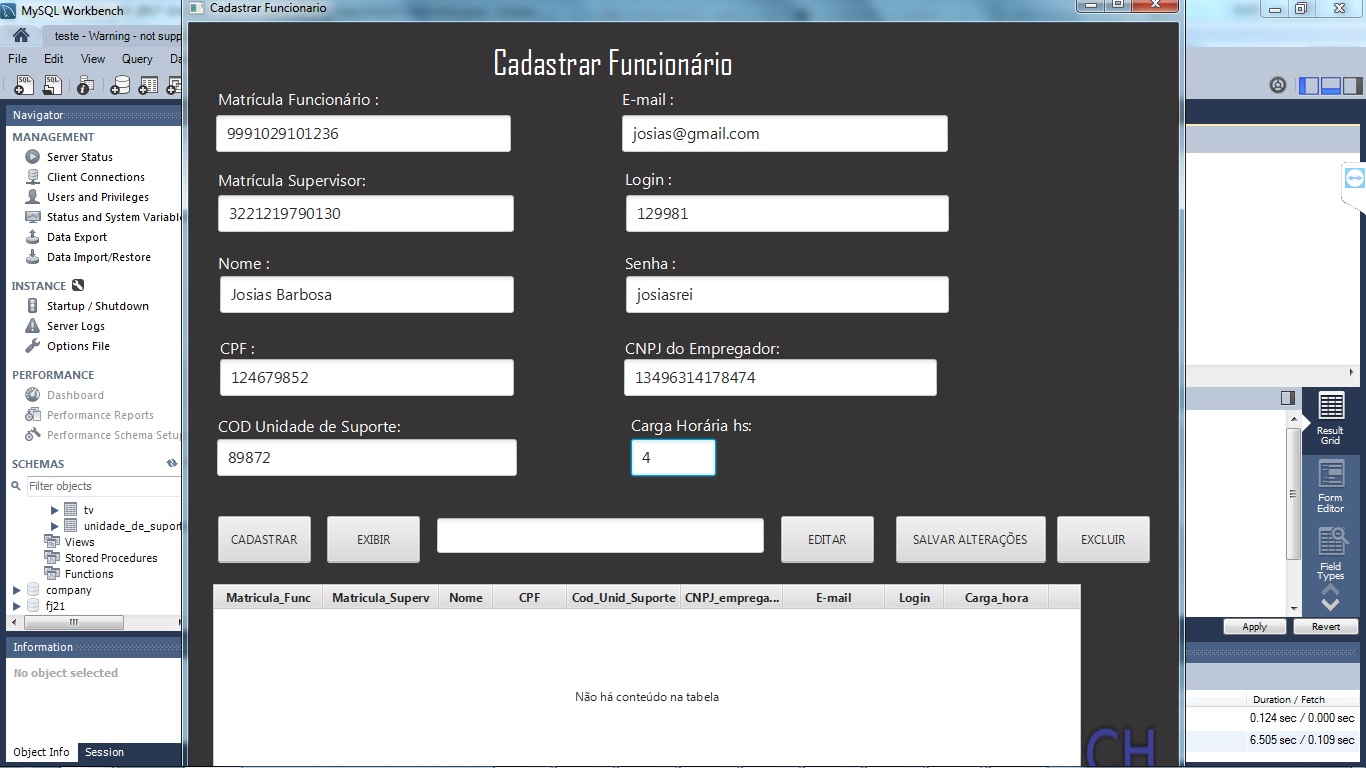 MySQL Workbench
teste - Warning - not supp
File Edit View Query Da
Navigator
MANAGEMENT
Server Status
Client Connections
Users and Privileges
Status and System Variable
Data Export
Data Import/Restore
INSTANCE
Startup / Shutdown
Server Logs
Options File
PERFORMANCE
Dashboard
Performance Reports
Performance Schema Setup
SCHEMAS
Filter objects
tv
unidade_de_suport
Views
Stored Procedures
Functions
company
fj21
Information
No object selected
Object Info Session
Cadastrar Funcionario
Cadastrar Funcionário
Matrícula Funcionário :
9991029101236
E-mail :
josias@gmail.com
Matrícula Supervisor:
3221219790130
Login :
129981
Nome :
Josias Barbosa
Senha :
josiasrei
CPF :
124679852
CNPJ do Empregador:
13496314178474
COD Unidade de Suporte:
89872
Carga Horária hs:
4
CADASTRAR EXIBIR EDITAR SALVAR ALTERAÇÕES EXCLUIR
Matricula_Func Matricula_Superv Nome CPF Cod_Unid_Suporte CNPJ_emprega... E-mail Login Carga_hora
Não há conteúdo na tabela
CH
Result
Grid
Form
Editor
Field
Types
Apply Revert
Duration / Fetch
0.124 sec / 0.000 sec
6.505 sec / 0.109 sec